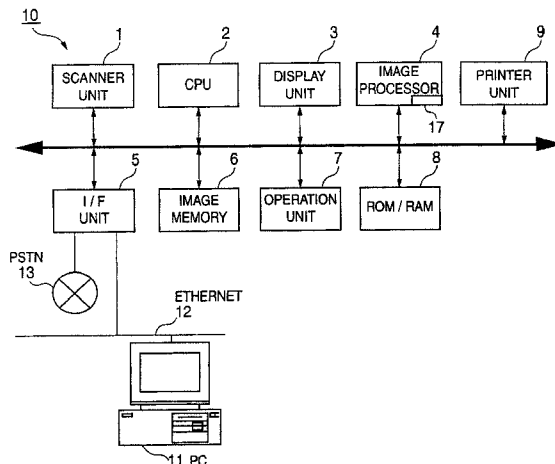 10
1
2
3
4
9
SCANNER
UNIT
CPU
DISPLAY
UNIT
IMAGE
PROCESSOR
PRINTER
UNIT
17
5
6
7
8
I / F
UNIT
IMAGE
MEMORY
OPERATION
UNIT
ROM / RAM
PSTN
13
ETHERNET
12
11 PC